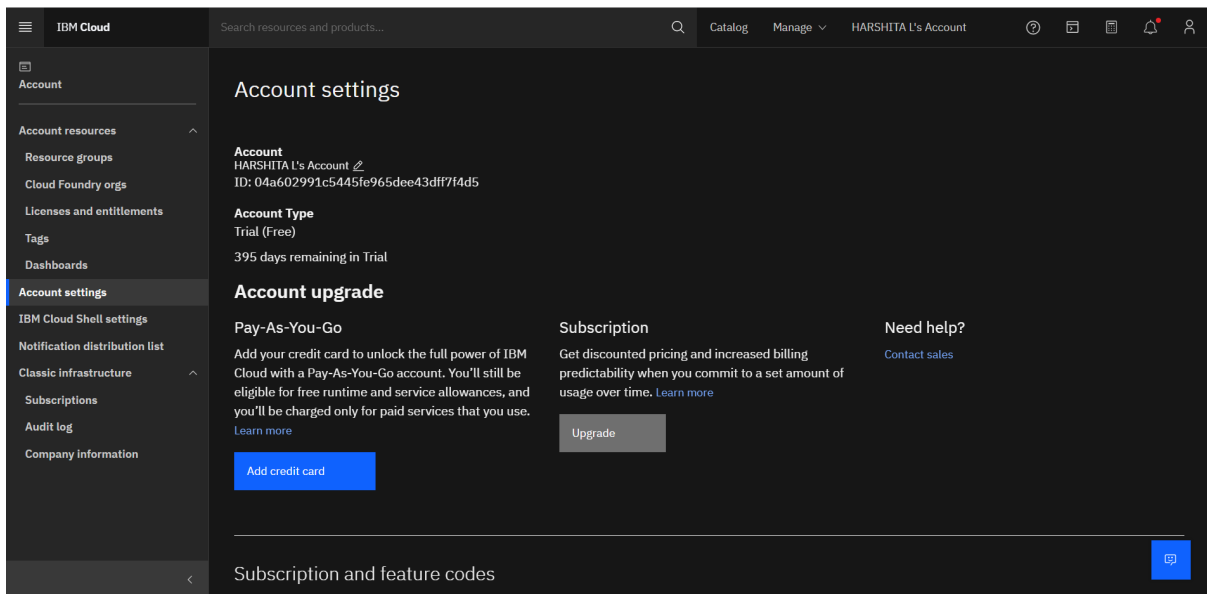 IBM Cloud
Search resources and products...
Catalog
Manage
HARSHITA L's Account
Account
Account resources
Resource groups
Cloud Foundry orgs
Licenses and entitlements
Tags
Dashboards
Account settings
IBM Cloud Shell settings
Notification distribution list
Classic infrastructure
Subscriptions
Audit log
Company information
Account settings
Account
HARSHITA L's Account
ID: 04a602991c5445fe965dee43dff7f4d5
Account Type
Trial (Free)
395 days remaining in Trial
Account upgrade
Pay-As-You-Go
Add your credit card to unlock the full power of IBM
Cloud with a Pay-As-You-Go account. You’ll still be
eligible for free runtime and service allowances, and
you’ll be charged only for paid services that you use.
Learn more
Add credit card
Subscription
Get discounted pricing and increased billing
predictability when you commit to a set amount of
usage over time. Learn more
Upgrade
Need help?
Contact sales
Subscription and feature codes